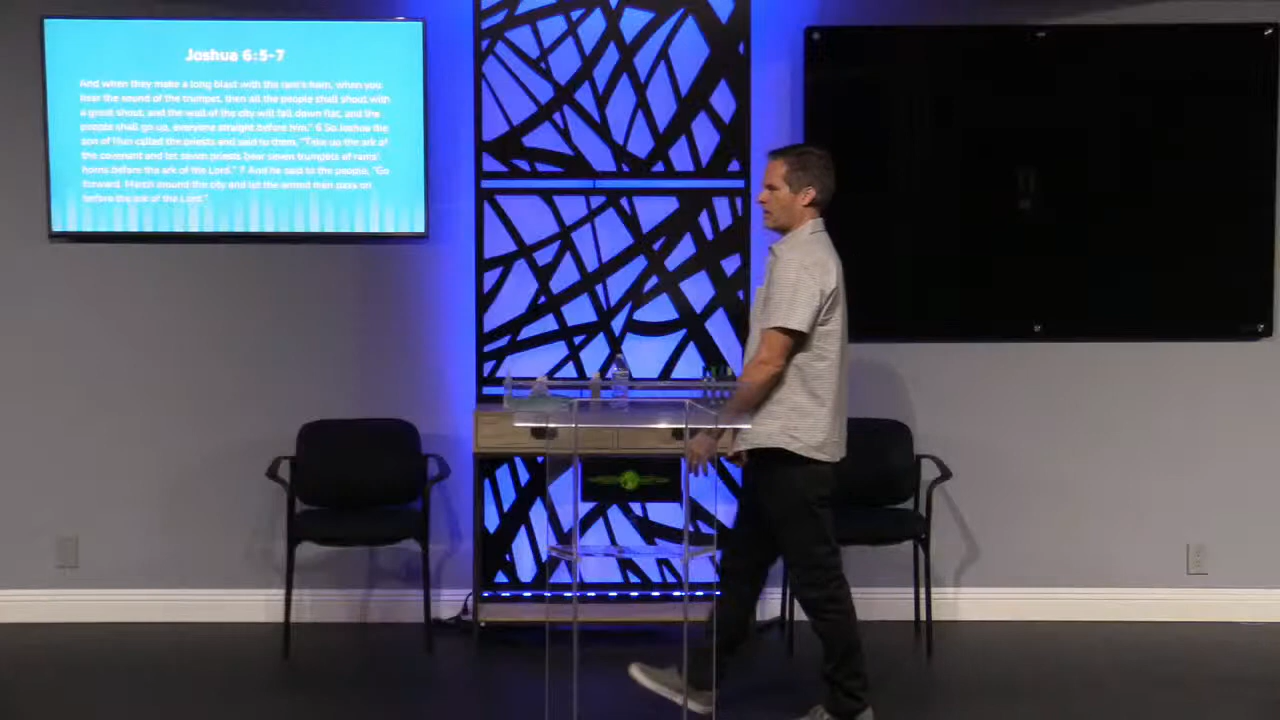 Joshua 6:5-7
And when they make a long blast with the ram's horn, when you
hear the sound of the trumpet, then all the people shall shout with
a great shout, and the wall of the city will fall down flat, and the
people shall go up, everyone straight before him." 6 So Joshua the
son of Nun called the priests and said to them, "Take up the ark of
the covenant and let seven priests bear seven trumpets of rams'
horns before the ark of the Lord." 7 And he said to the people, "Go
forward. March around the city and let the armed men pass on
before the ark of the Lord."